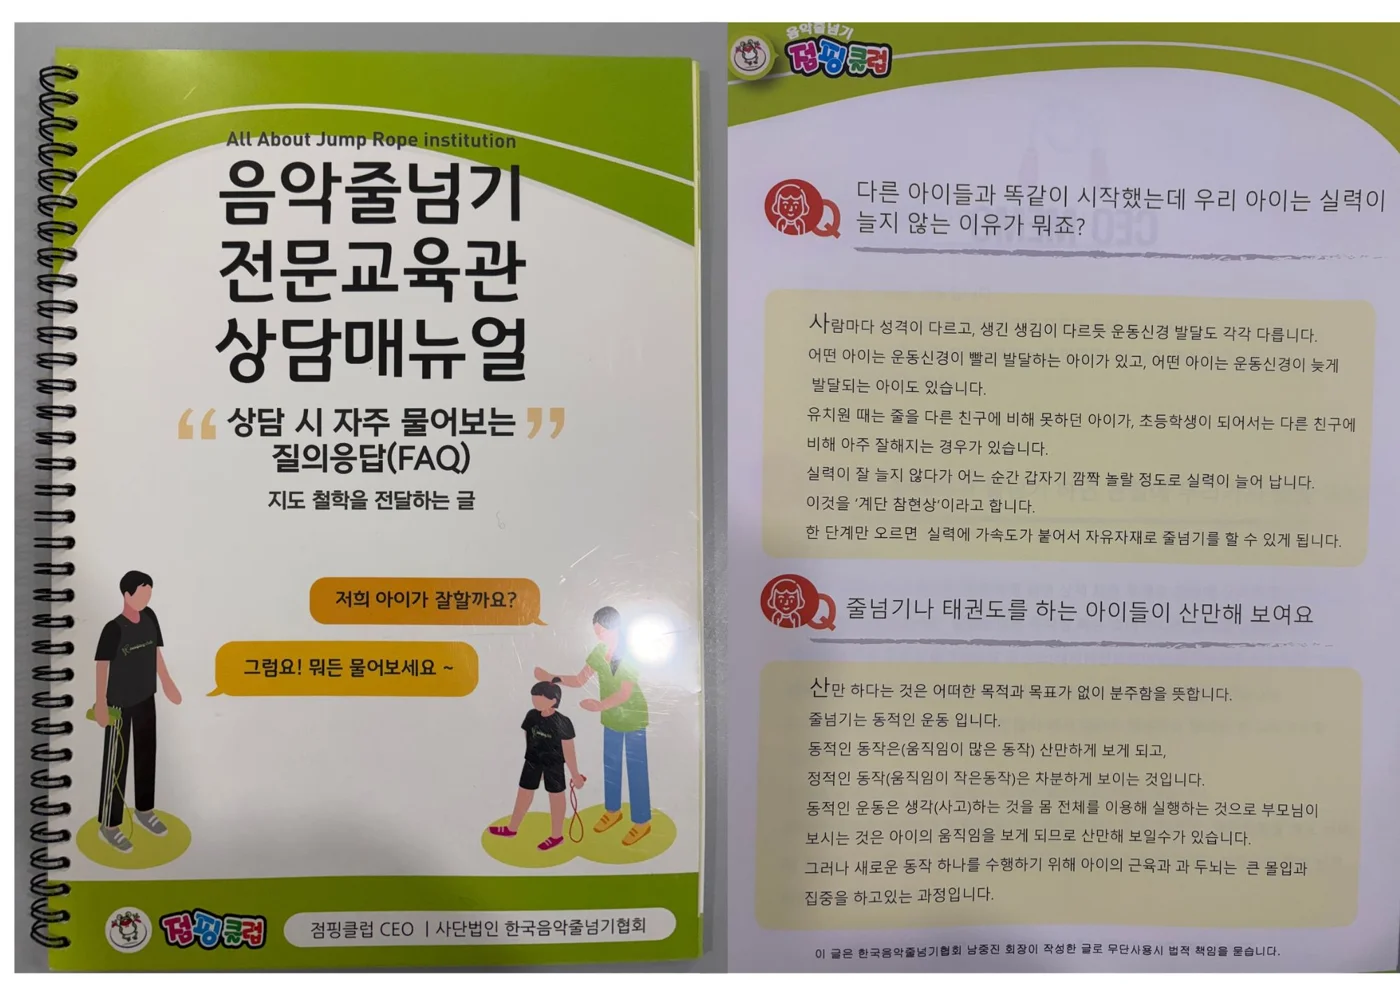 All About Jump Rope institution
음악줄넘기
전문교육관
상담매뉴얼
“ 상담 시 자주 물어보는 ”
질의응답(FAQ)
지도 철학을 전달하는 글
저희 아이가 잘할까요?
그럼요! 뭐든 물어보세요 ~
점핑클럽
점핑클럽 CEO | 사단법인 한국음악줄넘기협회
음악줄넘기
점핑클럽
Q 다른 아이들과 똑같이 시작했는데 우리 아이는 실력이
늘지 않는 이유가 뭐죠?
사람마다 성격이 다르고, 생긴 생김이 다르듯 운동신경 발달도 각각 다릅니다.
어떤 아이는 운동신경이 빨리 발달하는 아이가 있고, 어떤 아이는 운동신경이 늦게
발달되는 아이도 있습니다.
유치원 때는 줄을 다른 친구에 비해 못하던 아이가, 초등학생이 되어서는 다른 친구에
비해 아주 잘해지는 경우가 있습니다.
실력이 잘 늘지 않다가 어느 순간 갑자기 깜짝 놀랄 정도로 실력이 늘어 납니다.
이것을 ‘계단 참현상’이라고 합니다.
한 단계만 오르면 실력에 가속도가 붙어서 자유자재로 줄넘기를 할 수 있게 됩니다.
Q 줄넘기나 태권도를 하는 아이들이 산만해 보여요
산만 하다는 것은 어떠한 목적과 목표가 없이 분주함을 뜻합니다.
줄넘기는 동적인 운동 입니다.
동적인 동작은(움직임이 많은 동작) 산만하게 보게 되고,
정적인 동작(움직임이 작은동작)은 차분하게 보이는 것입니다.
동적인 운동은 생각(사고)하는 것을 몸 전체를 이용해 실행하는 것으로 부모님이
보시는 것은 아이의 움직임을 보게 되므로 산만해 보일수가 있습니다.
그러나 새로운 동작 하나를 수행하기 위해 아이의 근육과 과 두뇌는 큰 몰입과
집중을 하고있는 과정입니다.
이 글은 한국음악줄넘기협회 남중진 회장이 작성한 글로 무단사용시 법적 책임을 묻습니다.